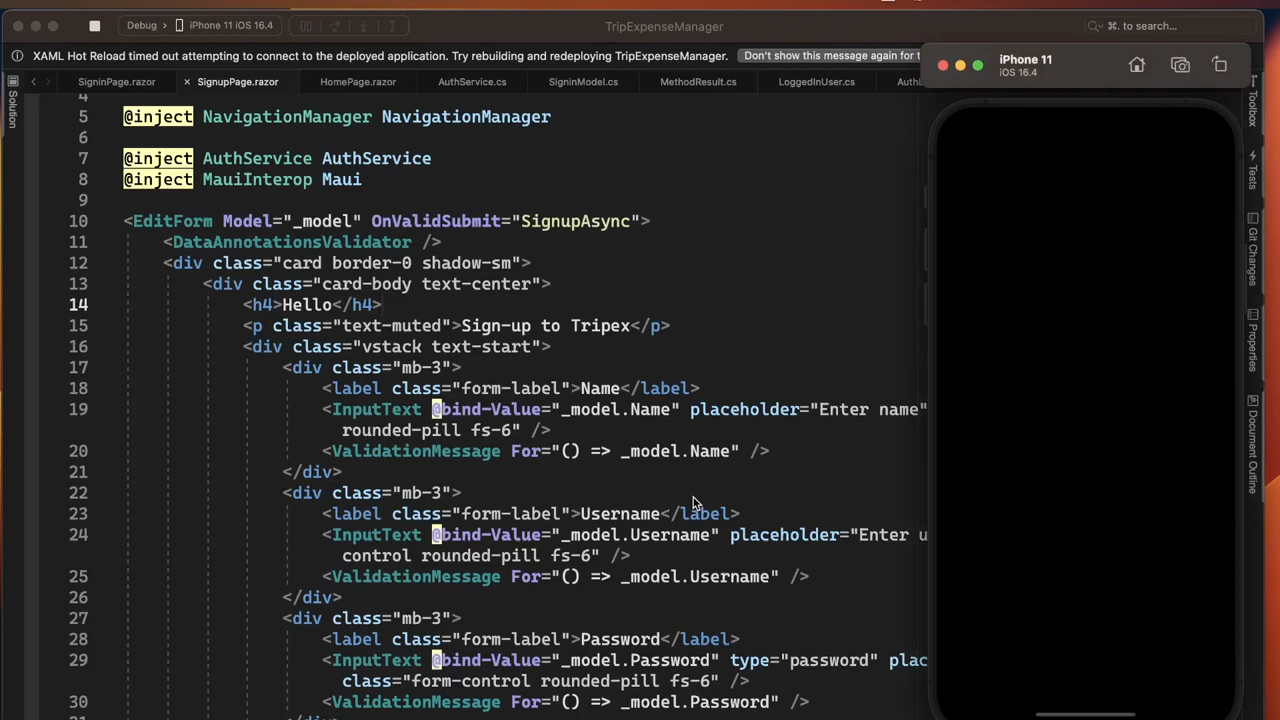 Debug > iPhone 11 iOS 16.4
TripExpenseManager
⌘. to search...
XAML Hot Reload timed out attempting to connect to the deployed application. Try rebuilding and redeploying TripExpenseManager.
Don't show this message again for t
iPhone 11
iOS 16.4
Solution
SigninPage.razor
SignupPage.razor
HomePage.razor
AuthService.cs
SigninModel.cs
MethodResult.cs
LoggedInUser.cs
Auth
5 @inject NavigationManager NavigationManager
6
7 @inject AuthService AuthService
8 @inject MauiInterop Maui
9
10 <EditForm Model="_model" OnValidSubmit="SignupAsync">
11 <DataAnnotationsValidator />
12 <div class="card border-0 shadow-sm">
13 <div class="card-body text-center">
14 <h4>Hello</h4>
15 <p class="text-muted">Sign-up to Tripex</p>
16 <div class="vstack text-start">
17 <div class="mb-3">
18 <label class="form-label">Name</label>
19 <InputText @bind-Value="_model.Name" placeholder="Enter name"
rounded-pill fs-6" />
20 <ValidationMessage For="() => _model.Name" />
21 </div>
22 <div class="mb-3">
23 <label class="form-label">Username</label>
24 <InputText @bind-Value="_model.Username" placeholder="Enter u
control rounded-pill fs-6" />
25 <ValidationMessage For="() => _model.Username" />
26 </div>
27 <div class="mb-3">
28 <label class="form-label">Password</label>
29 <InputText @bind-Value="_model.Password" type="password" plac
class="form-control rounded-pill fs-6" />
30 <ValidationMessage For="() => _model.Password" />
Toolbox
Tests
Git Changes
Properties
Document Outline